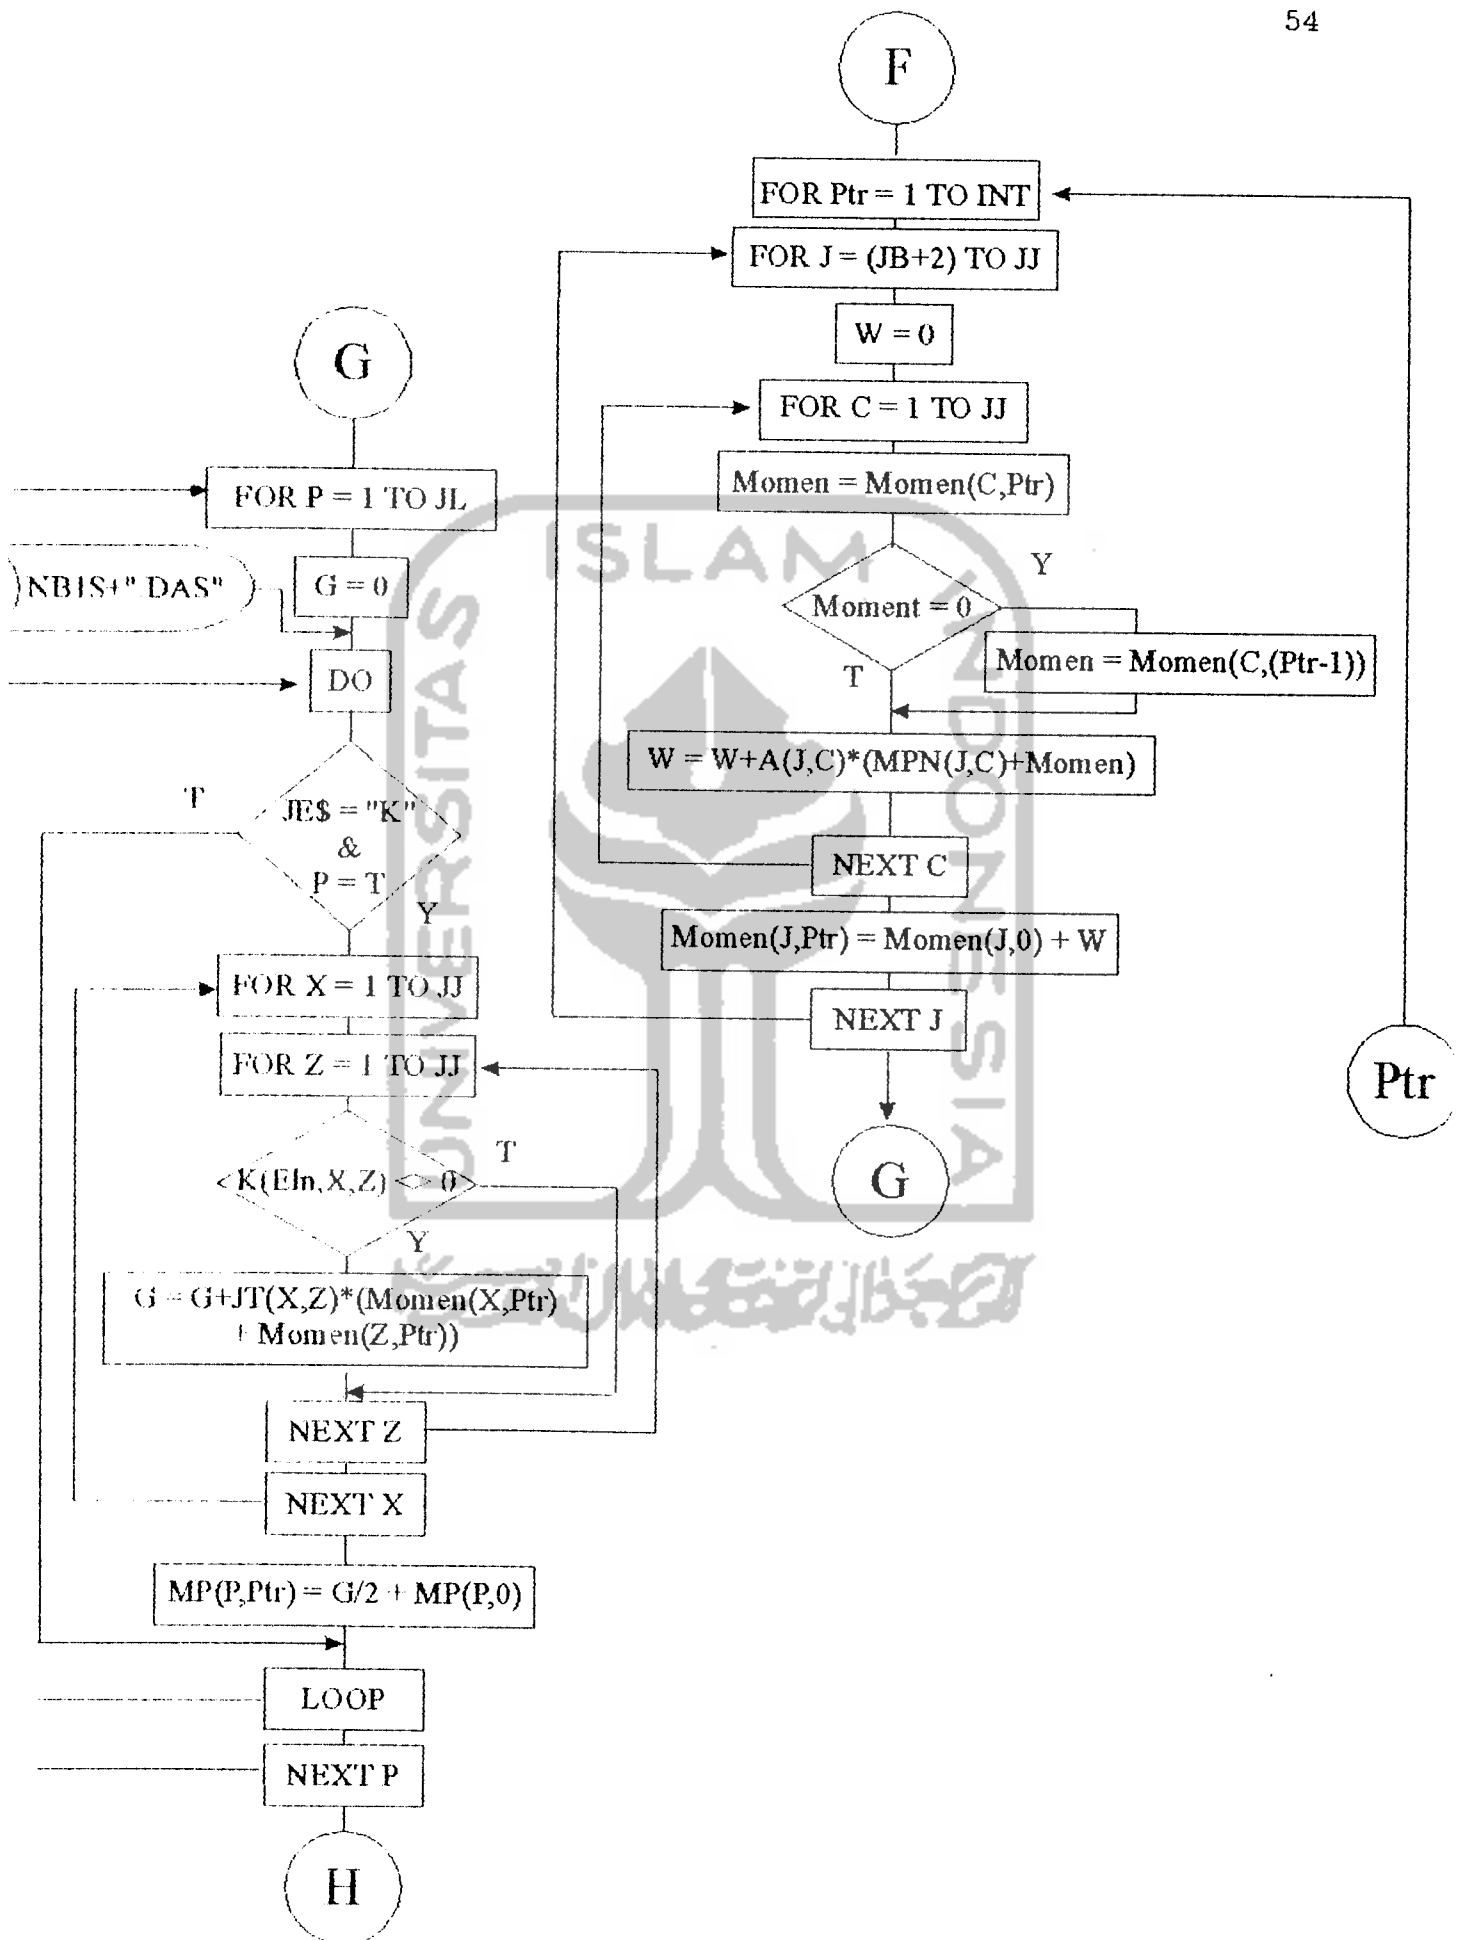 54
F
FOR Ptr = 1 TO INT
FOR J = (JB+2) TO JJ
W = 0
FOR C = 1 TO JJ
Momen = Momen(C,Ptr)
Y
Moment = 0
T
Momen = Momen(C,(Ptr-1))
W = W+A(J,C)*(MPN(J,C)+Momen)
NEXT C
Momen(J,Ptr) = Momen(J,0) + W
NEXT J
G
Ptr
G
FOR P = 1 TO JL
NBIS+".DAS"
G = 0
DO
T
JE$ = "K"
&
P = T
Y
FOR X = 1 TO JJ
FOR Z = 1 TO JJ
T
K(Eln,X,Z) <> 0
Y
G = G+JT(X,Z)*(Momen(X,Ptr)
+ Momen(Z,Ptr))
NEXT Z
NEXT X
MP(P,Ptr) = G/2 + MP(P,0)
LOOP
NEXT P
H
UNIVERSITAS
ISLAM
INDONESIA